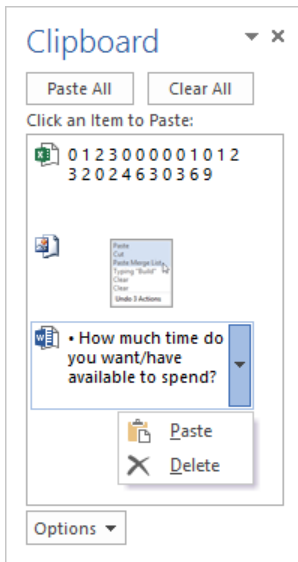 Clipboard
Paste All Clear All
Click an Item to Paste:
0 1 2 3 0 0 0 0 0 1 0 1 2
3 2 0 2 4 6 3 0 3 6 9
Paste
Cut
Paste Merge List
Typing "Build"
Clear
Clear
Undo 3 Actions
• How much time do
you want/have
available to spend?
Paste
Delete
Options